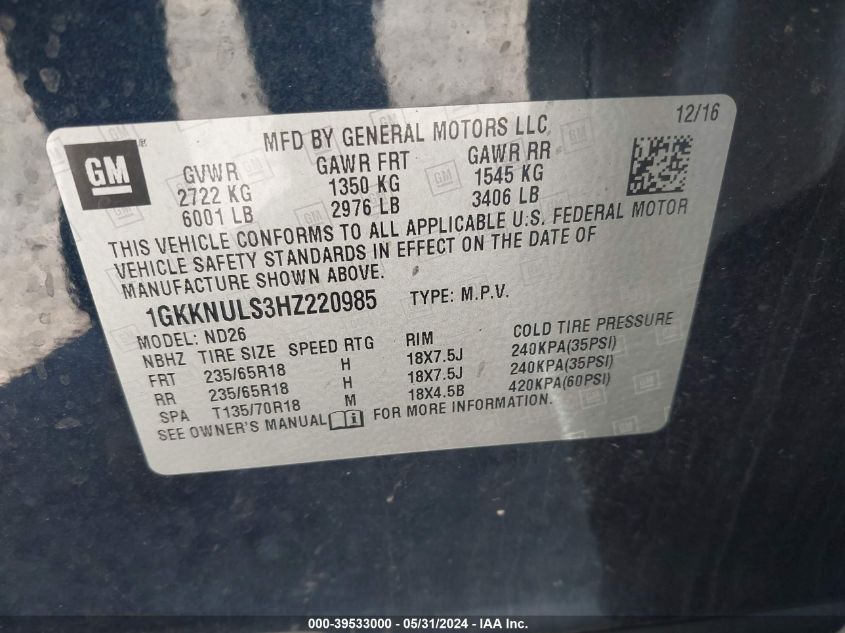 GM
®
MFD BY GENERAL MOTORS LLC
12/16
GVWR GAWR FRT GAWR RR
2722 KG 1350 KG 1545 KG
6001 LB 2976 LB 3406 LB
THIS VEHICLE CONFORMS TO ALL APPLICABLE U.S. FEDERAL MOTOR
VEHICLE SAFETY STANDARDS IN EFFECT ON THE DATE OF
MANUFACTURE SHOWN ABOVE.
1GKKNULS3HZ220985 TYPE: M.P.V.
MODEL: ND26
NBHZ TIRE SIZE SPEED RTG RIM COLD TIRE PRESSURE
FRT 235/65R18 H 18X7.5J 240KPA(35PSI)
RR 235/65R18 H 18X7.5J 240KPA(35PSI)
SPA T135/70R18 M 18X4.5B 420KPA(60PSI)
SEE OWNER'S MANUAL FOR MORE INFORMATION.
000-39533000 - 05/31/2024 - IAA Inc.